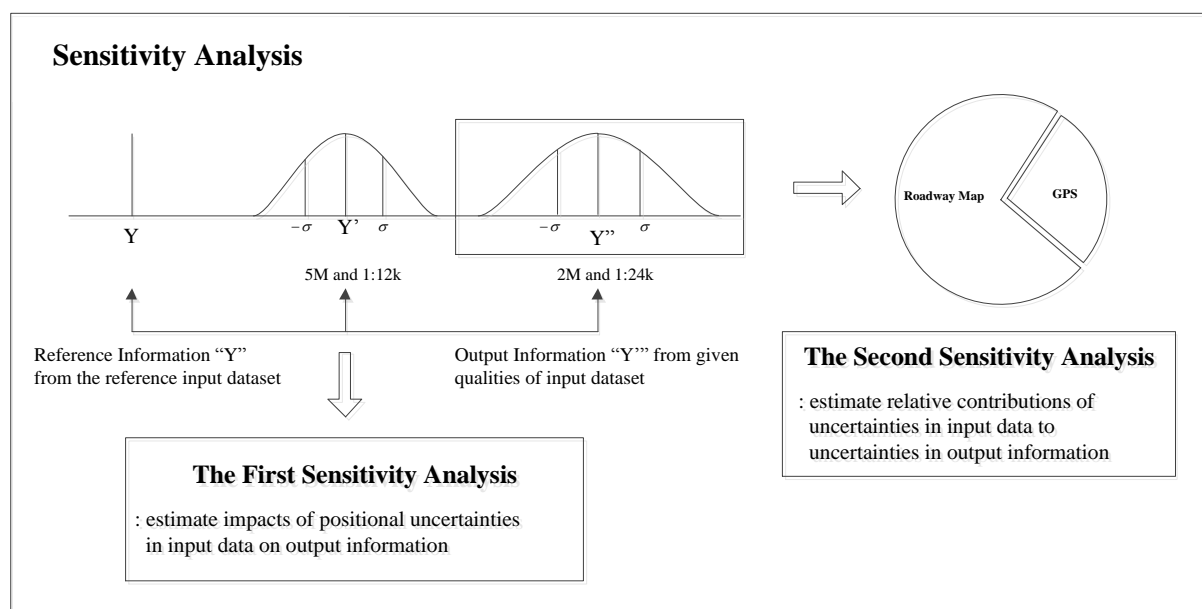 Sensitivity Analysis
Y
−σ
Y’
σ
−σ
Y”
σ
5M and 1:12k
2M and 1:24k
Roadway Map
GPS
Reference Information “Y”
from the reference input dataset
Output Information “Y’” from given
qualities of input dataset
The First Sensitivity Analysis
: estimate impacts of positional uncertainties
in input data on output information
The Second Sensitivity Analysis
: estimate relative contributions of
uncertainties in input data to
uncertainties in output information